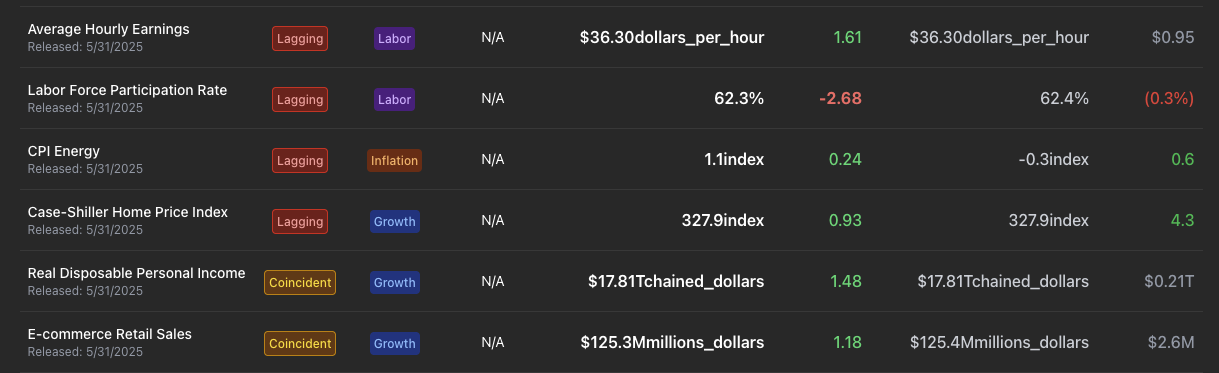 Average Hourly Earnings Lagging Labor N/A $36.30dollars_per_hour 1.61 $36.30dollars_per_hour $0.95
Released: 5/31/2025
Labor Force Participation Rate Lagging Labor N/A 62.3% -2.68 62.4% (0.3%)
Released: 5/31/2025
CPI Energy Lagging Inflation N/A 1.1index 0.24 -0.3index 0.6
Released: 5/31/2025
Case-Shiller Home Price Index Lagging Growth N/A 327.9index 0.93 327.9index 4.3
Released: 5/31/2025
Real Disposable Personal Income Coincident Growth N/A $17.81Tchained_dollars 1.48 $17.81Tchained_dollars $0.21T
Released: 5/31/2025
E-commerce Retail Sales Coincident Growth N/A $125.3Mmillions_dollars 1.18 $125.4Mmillions_dollars $2.6M
Released: 5/31/2025